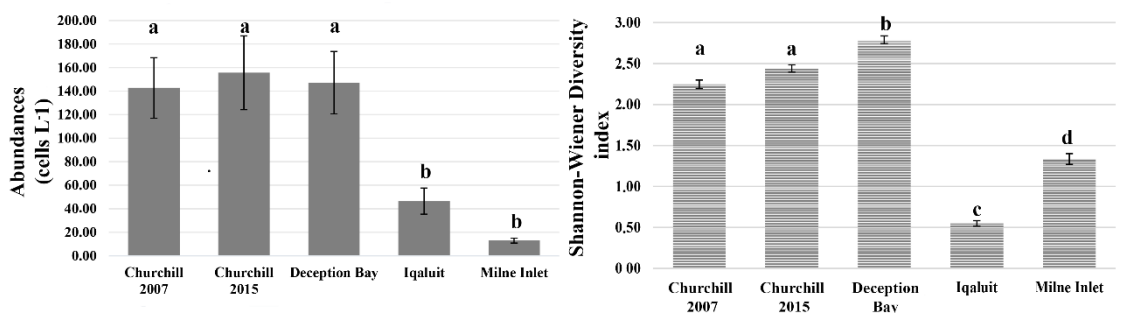 Abundances
(cells L-1)
200.00
180.00
160.00
140.00
120.00
100.00
80.00
60.00
40.00
20.00
0.00
a
a
a
b
b
Churchill
2007
Churchill
2015
Deception Bay
Iqaluit
Milne Inlet
Shannon-Wiener Diversity
index
3.00
2.50
2.00
1.50
1.00
0.50
0 00
a
a
b
c
d
Churchill
2007
Churchill
2015
Deception
Bay
Iqaluit
Milne Inlet